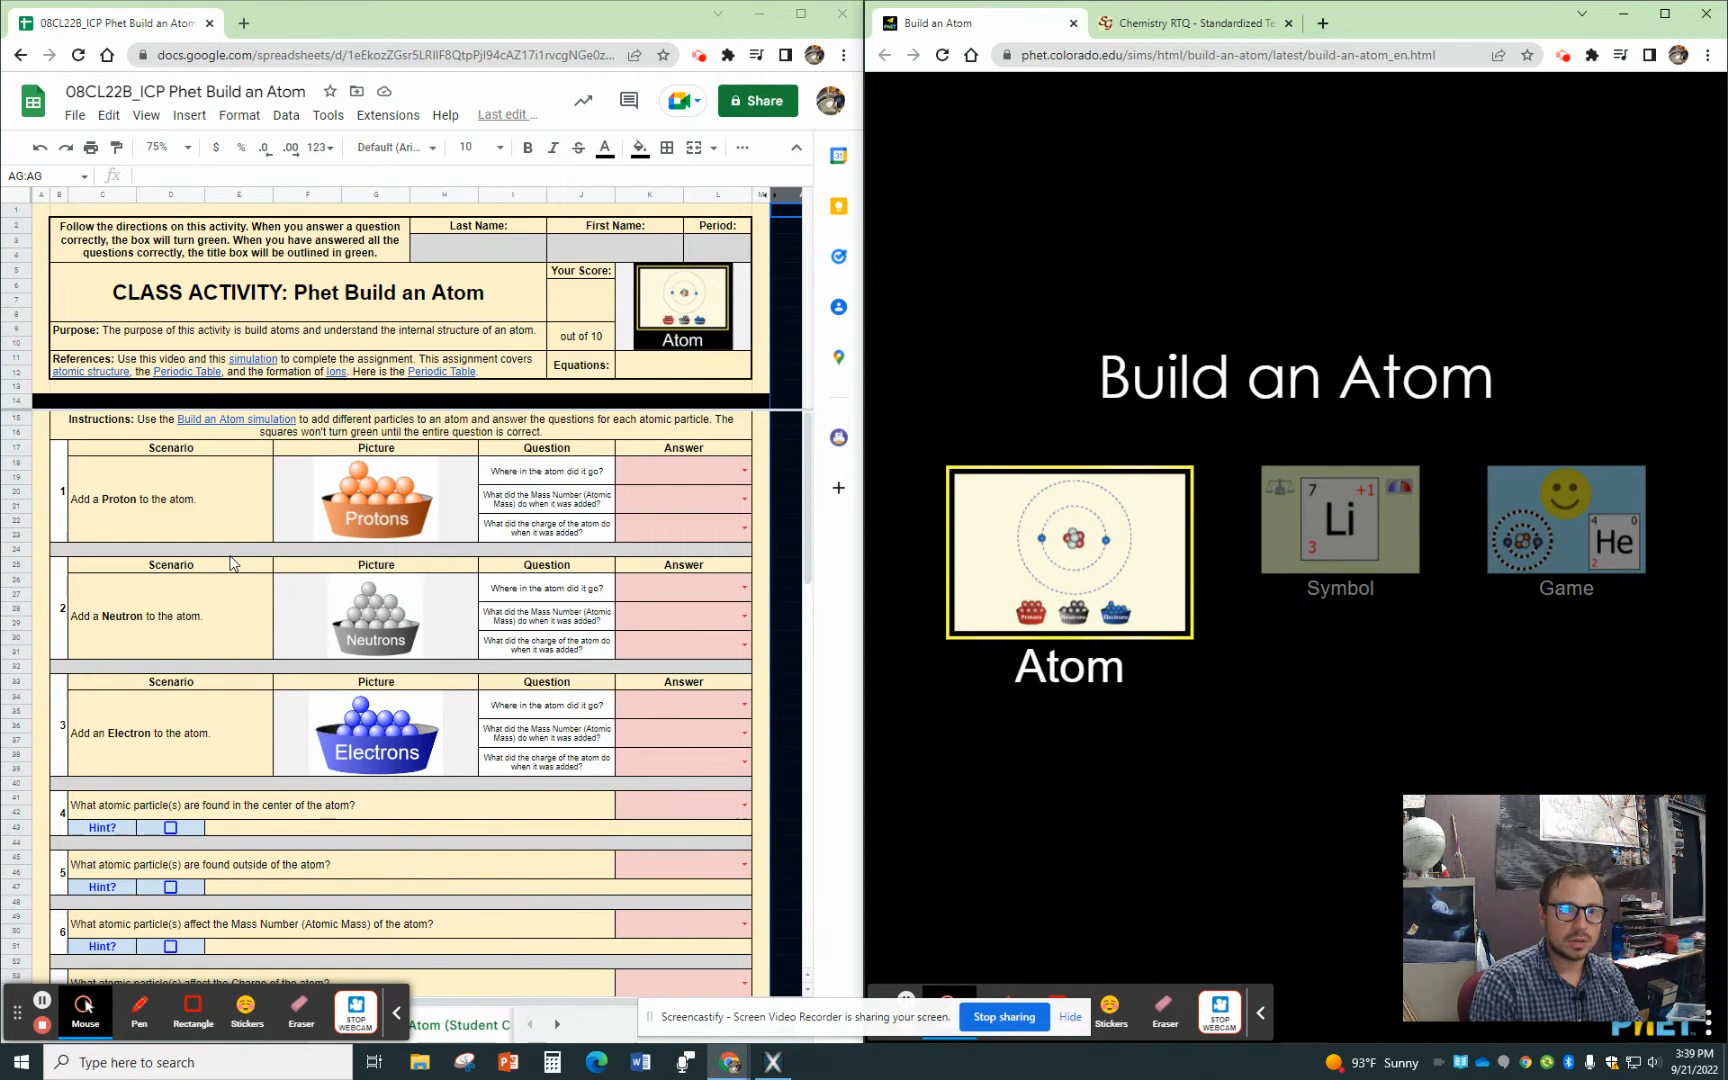 08CL22B_ICP Phet Build an Atom
docs.google.com/spreadsheets/d/1eEkozZGsr5LRllF8QtpPjI94cAZ17i1rvcgNGe0z...
08CL22B_ICP Phet Build an Atom
File Edit View Insert Format Data Tools Extensions Help Last edit ...
Share
75% $ % .0 .00 123 Default (Ari... 10 B I S A
AG:AG fx
A B C D E F G H I J K L
Follow the directions on this activity. When you answer a question
correctly, the box will turn green. When you have answered all the
questions correctly, the title box will be outlined in green.
Last Name: First Name: Period:
CLASS ACTIVITY: Phet Build an Atom
Your Score:
Atom
Purpose: The purpose of this activity is build atoms and understand the internal structure of an atom.
out of 10
References: Use this video and this simulation to complete the assignment. This assignment covers
atomic structure, the Periodic Table, and the formation of Ions. Here is the Periodic Table.
Equations:
Instructions: Use the Build an Atom simulation to add different particles to an atom and answer the questions for each atomic particle. The
squares won't turn green until the entire question is correct.
Scenario Picture Question Answer
1
Add a Proton to the atom.
Protons
Where in the atom did it go?
What did the Mass Number (Atomic
Mass) do when it was added?
What did the charge of the atom do
when it was added?
Scenario Picture Question Answer
2
Add a Neutron to the atom.
Neutrons
Where in the atom did it go?
What did the Mass Number (Atomic
Mass) do when it was added?
What did the charge of the atom do
when it was added?
Scenario Picture Question Answer
3
Add an Electron to the atom.
Electrons
Where in the atom did it go?
What did the Mass Number (Atomic
Mass) do when it was added?
What did the charge of the atom do
when it was added?
4
What atomic particle(s) are found in the center of the atom?
Hint?
5
What atomic particle(s) are found outside of the atom?
Hint?
6
What atomic particle(s) affect the Mass Number (Atomic Mass) of the atom?
Hint?
What atomic particle(s) affect the Charge of the atom?
Mouse Pen Rectangle Stickers Eraser STOP WEBCAM
Atom (Student C
Screencastify - Screen Video Recorder is sharing your screen. Stop sharing Hide
Build an Atom
Chemistry RTQ - Standardized Te
phet.colorado.edu/sims/html/build-an-atom/latest/build-an-atom_en.html
Build an Atom
Protons Neutrons Electrons
Atom
7 +1
Li
3
Symbol
4 0
He
2
Game
Stickers Eraser STOP WEBCAM
PhET
Type here to search
93°F Sunny
3:39 PM
9/21/2022